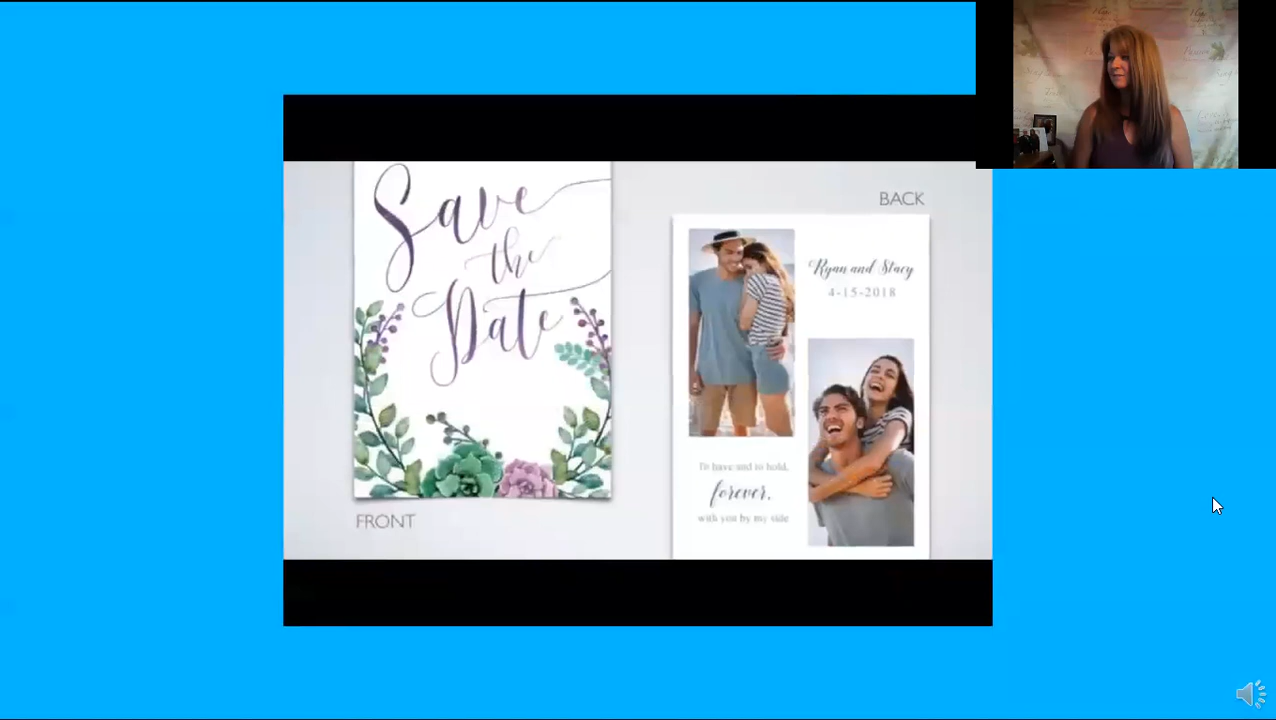 Save
the
Date
FRONT
BACK
Ryan and Stacy
4-15-2018
To have and to hold,
forever,
with you by my side